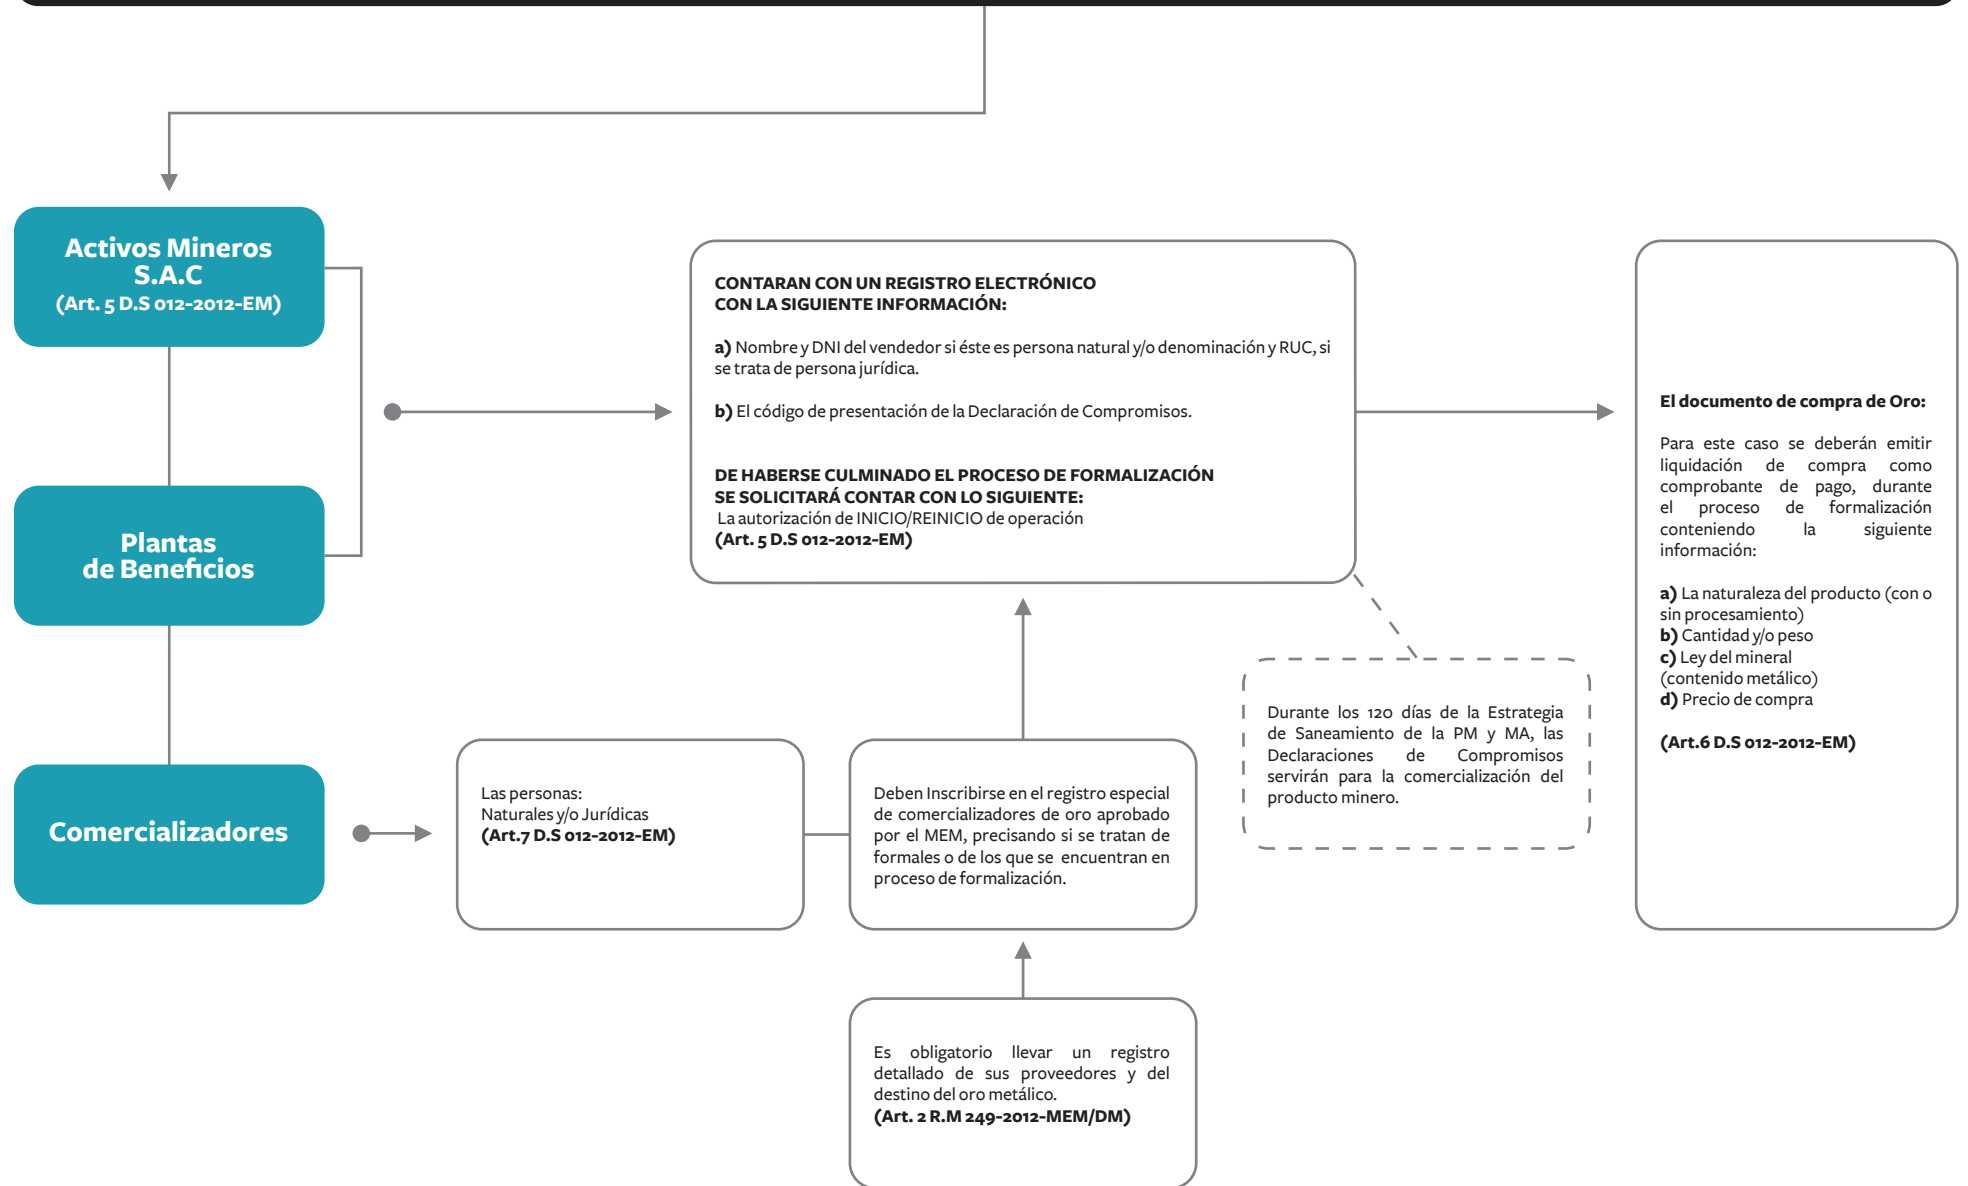 Activos Mineros
S.A.C
(Art. 5 D.S 012-2012-EM)
Plantas
de Beneficios
Comercializadores
CONTARAN CON UN REGISTRO ELECTRÓNICO
CON LA SIGUIENTE INFORMACIÓN:
a) Nombre y DNI del vendedor si éste es persona natural y/o denominación y RUC, si
se trata de persona jurídica.
b) El código de presentación de la Declaración de Compromisos.
DE HABERSE CULMINADO EL PROCESO DE FORMALIZACIÓN
SE SOLICITARÁ CONTAR CON LO SIGUIENTE:
La autorización de INICIO/REINICIO de operación
(Art. 5 D.S 012-2012-EM)
Las personas:
Naturales y/o Jurídicas
(Art.7 D.S 012-2012-EM)
Deben Inscribirse en el registro especial
de comercializadores de oro aprobado
por el MEM, precisando si se tratan de
formales o de los que se encuentran en
proceso de formalización.
Es obligatorio llevar un registro
detallado de sus proveedores y del
destino del oro metálico.
(Art. 2 R.M 249-2012-MEM/DM)
Durante los 120 días de la Estrategia
de Saneamiento de la PM y MA, las
Declaraciones de Compromisos
servirán para la comercialización del
producto minero.
El documento de compra de Oro:
Para este caso se deberán emitir
liquidación de compra como
comprobante de pago, durante
el proceso de formalización
conteniendo la siguiente
información:
a) La naturaleza del producto (con o
sin procesamiento)
b) Cantidad y/o peso
c) Ley del mineral
(contenido metálico)
d) Precio de compra
(Art.6 D.S 012-2012-EM)